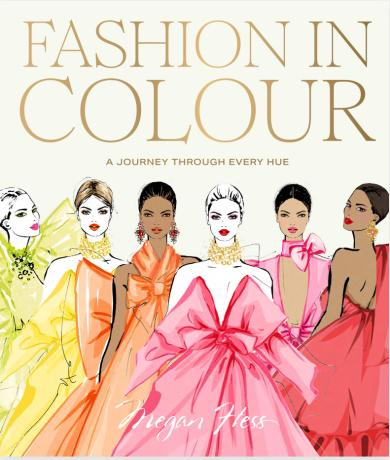 FASHION IN
COLOUR
A JOURNEY THROUGH EVERY HUE
Megan Hess